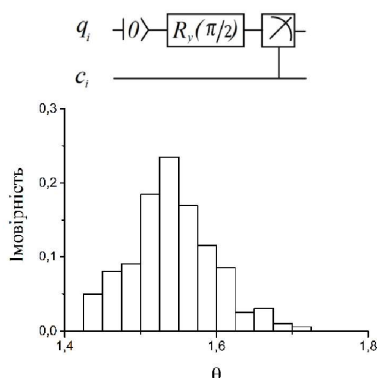 q_i |0⟩ R_y(π/2)
c_i
0,3
0,2
0,1
0,0
Імовірність
1,4 1,6 1,8
θ